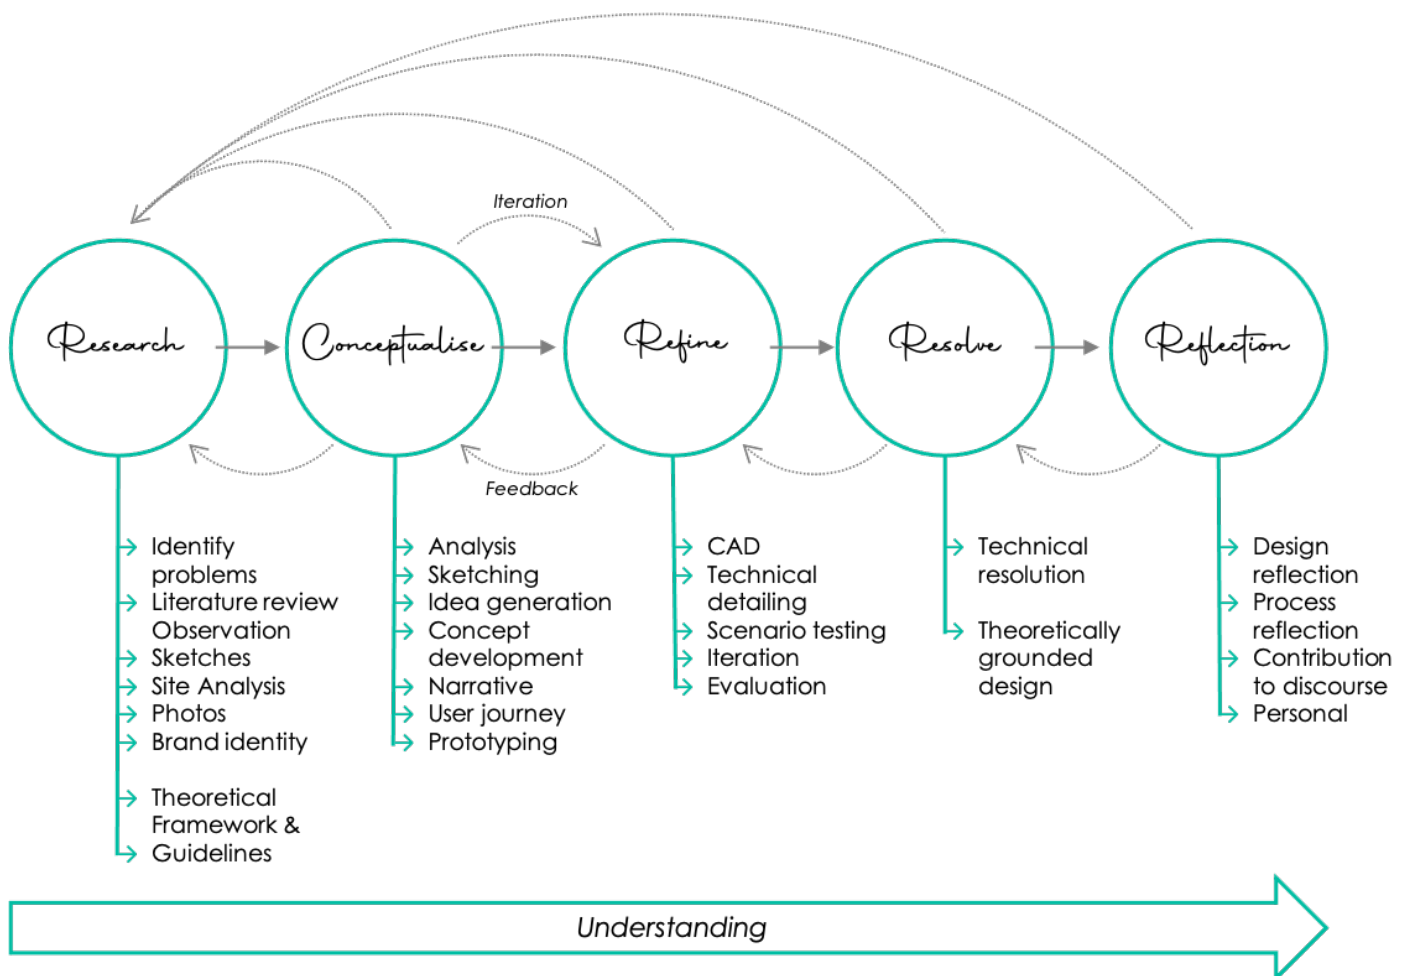 Iteration
Research
Conceptualise
Refine
Resolve
Reflection
Feedback
Identify
problems
Literature review
Observation
Sketches
Site Analysis
Photos
Brand identity
Theoretical
Framework &
Guidelines
Analysis
Sketching
Idea generation
Concept
development
Narrative
User journey
Prototyping
CAD
Technical
detailing
Scenario testing
Iteration
Evaluation
Technical
resolution
Theoretically
grounded
design
Design
reflection
Process
reflection
Contribution
to discourse
Personal
Understanding